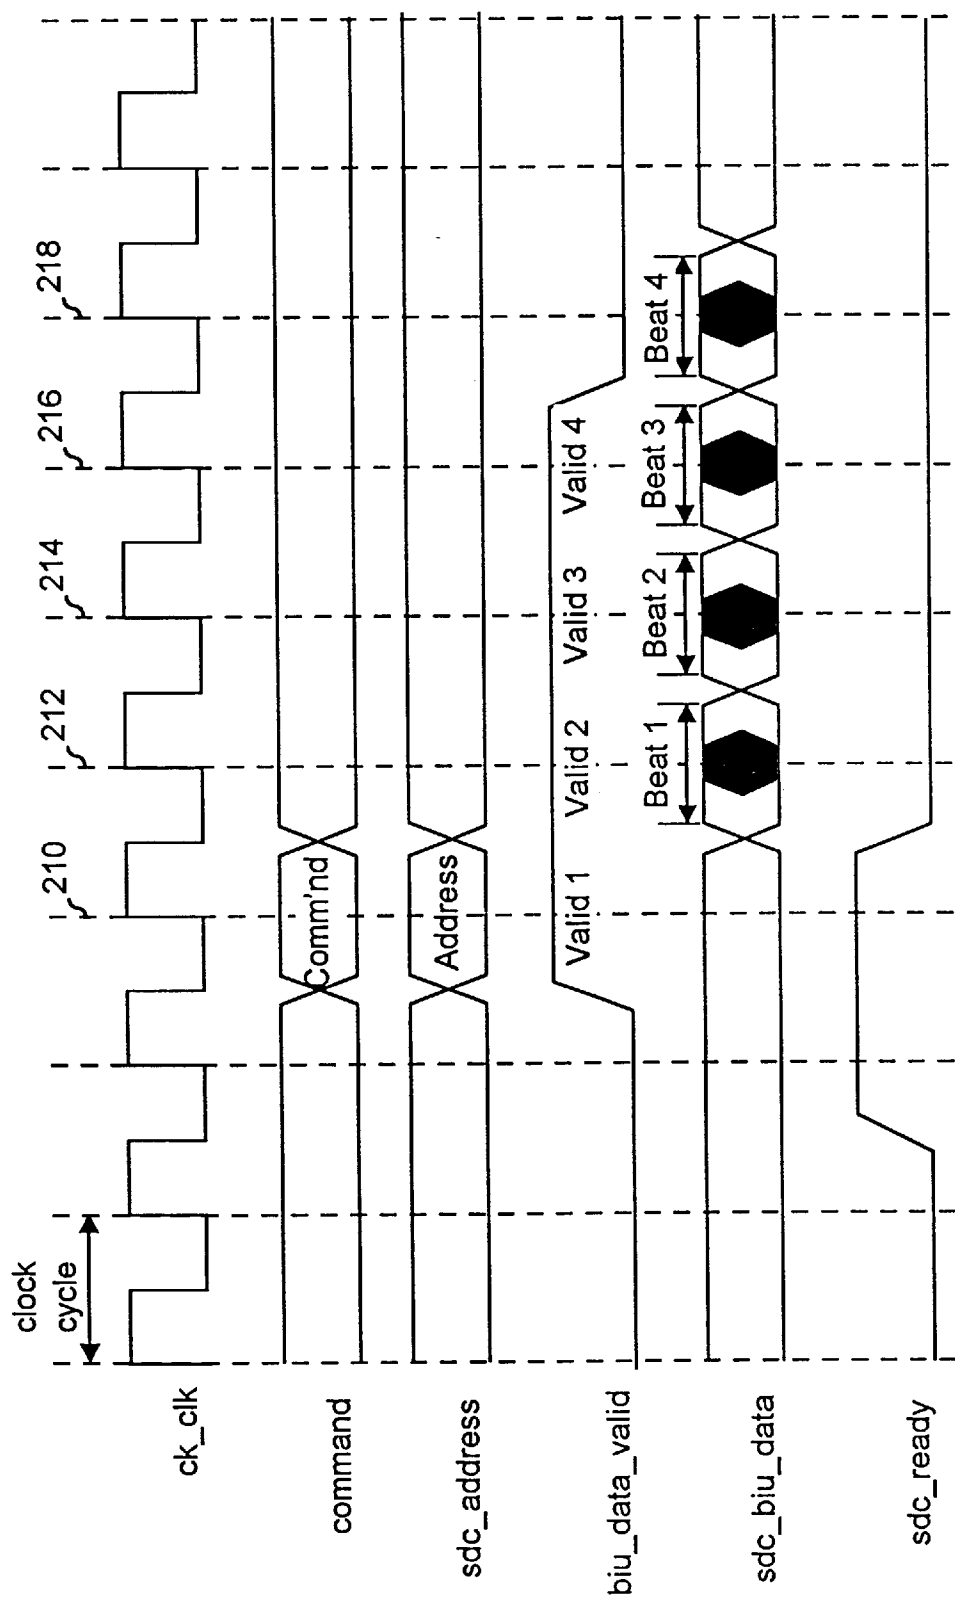 clock
cycle
210
212
214
216
218
ck_clk
command
Comm'nd
sdc_address
Address
biu_data_valid
Valid 1
Valid 2
Valid 3
Valid 4
Beat 1
Beat 2
Beat 3
Beat 4
sdc_biu_data
sdc_ready